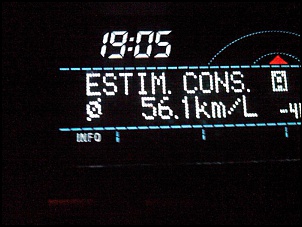 19:05
ESTIM. CONS.
56.1km/L
INFO